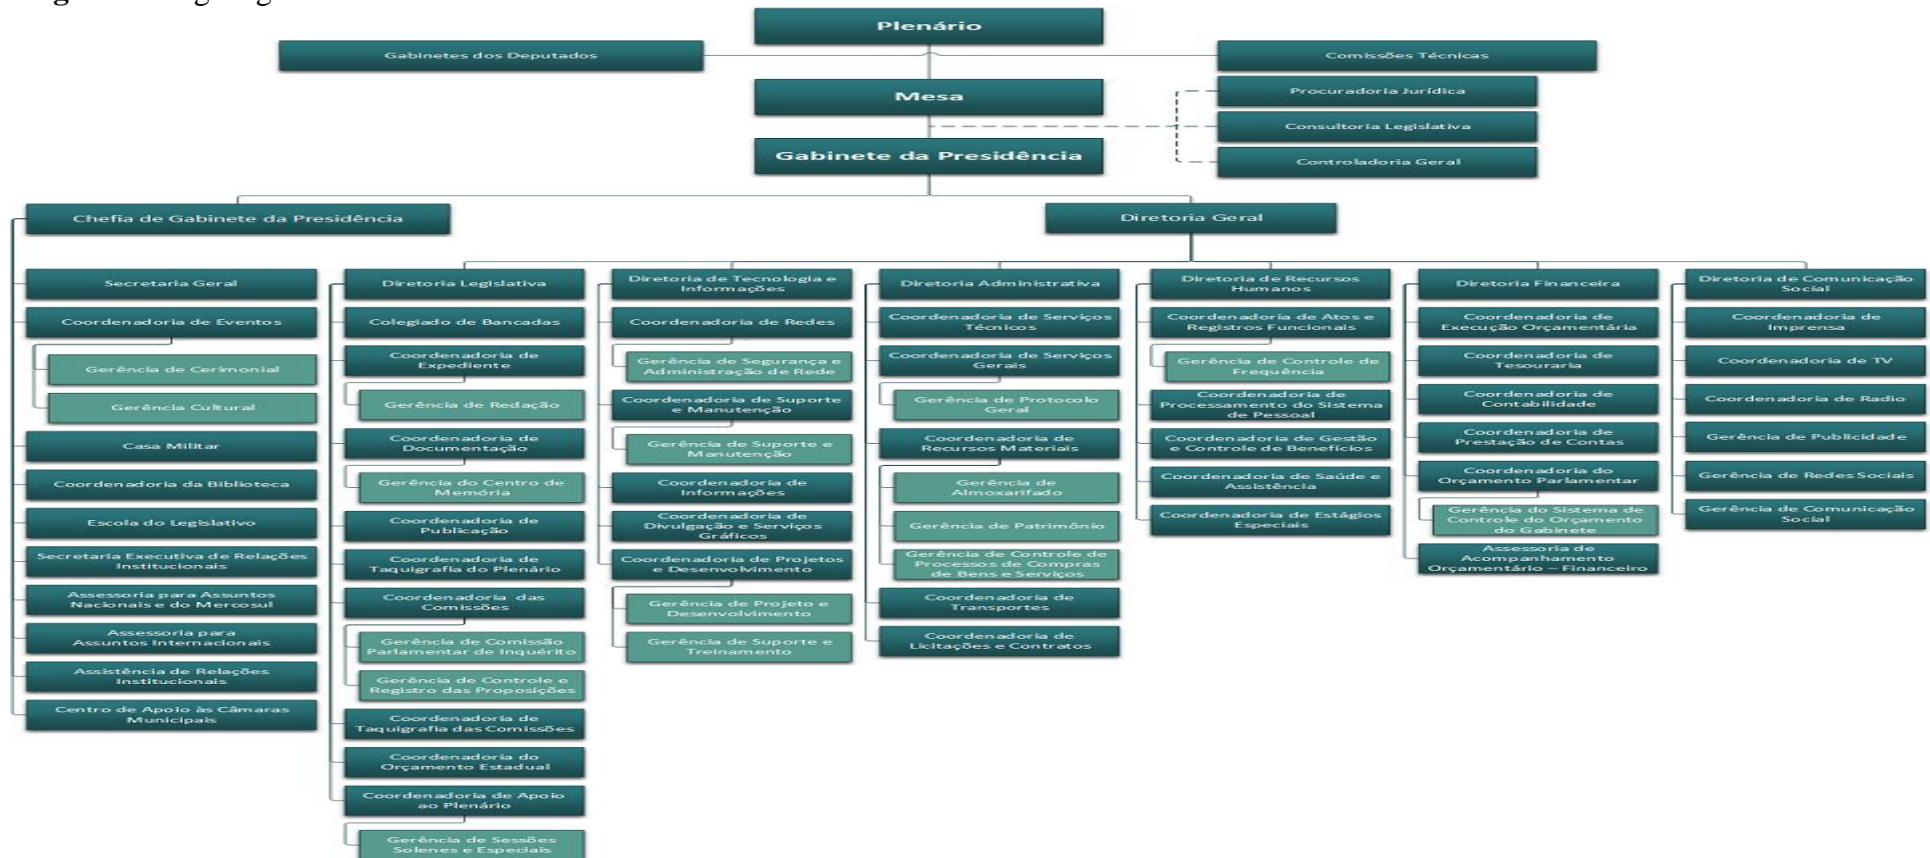 Plenário
Gabinetes dos Deputados
Comissões Técnicas
Mesa
Procuradoria Jurídica
Consultoria Legislativa
Gabinete da Presidência
Controladoria Geral
Chefia de Gabinete da Presidência
Diretoria Geral
Secretaria Geral
Coordenadoria de Eventos
Gerência de Cerimonial
Gerência Cultural
Casa Militar
Coordenadoria da Biblioteca
Escola do Legislativo
Secretaria Executiva de Relações
Institucionais
Assessoria para Assuntos
Nacionais e do Mercosul
Assessoria para
Assuntos Internacionais
Assistência de Relações
Institucionais
Centro de Apoio às Câmaras
Municipais
Diretoria Legislativa
Colegiado de Bancadas
Coordenadoria de
Expediente
Gerência de Redação
Coordenadoria de
Documentação
Gerência do Centro de
Memória
Coordenadoria de
Publicação
Coordenadoria de
Taquigrafia do Plenário
Coordenadoria das
Comissões
Gerência de Comissão
Parlamentar de Inquérito
Gerência de Controle e
Registro das Proposições
Coordenadoria de
Taquigrafia das Comissões
Coordenadoria do
Orçamento Estadual
Coordenadoria de Apoio
ao Plenário
Gerência de Sessões
Solenes e Especiais
Diretoria de Tecnologia e
Informações
Coordenadoria de Redes
Gerência de Segurança e
Administração de Rede
Coordenadoria de Suporte
e Manutenção
Gerência de Suporte e
Manutenção
Coordenadoria de
Informações
Coordenadoria de
Divulgação e Serviços
Gráficos
Coordenadoria de Projetos
e Desenvolvimento
Gerência de Projeto e
Desenvolvimento
Gerência de Suporte e
Treinamento
Diretoria Administrativa
Coordenadoria de Serviços
Técnicos
Coordenadoria de Serviços
Gerais
Gerência de Protocolo
Geral
Coordenadoria de
Recursos Materiais
Gerência de
Almoxarifado
Gerência de Patrimônio
Gerência de Controle de
Processos de Compras
de Bens e Serviços
Coordenadoria de
Transportes
Coordenadoria de
Licitações e Contratos
Diretoria de Recursos
Humanos
Coordenadoria de Atos e
Registros Funcionais
Gerência de Controle de
Frequência
Coordenadoria de
Processamento do Sistema
de Pessoal
Coordenadoria de Gestão
e Controle de Benefícios
Coordenadoria de Saúde e
Assistência
Coordenadoria de Estágios
Especiais
Diretoria Financeira
Coordenadoria de
Execução Orçamentária
Coordenadoria de
Tesouraria
Coordenadoria de
Contabilidade
Coordenadoria de
Prestação de Contas
Coordenadoria do
Orçamento Parlamentar
Gerência do Sistema de
Controle do Orçamento
do Gabinete
Assessoria de
Acompanhamento
Orçamentário – Financeiro
Diretoria de Comunicação
Social
Coordenadoria de
Imprensa
Coordenadoria de TV
Coordenadoria de Radio
Gerência de Publicidade
Gerência de Redes Sociais
Gerência de Comunicação
Social